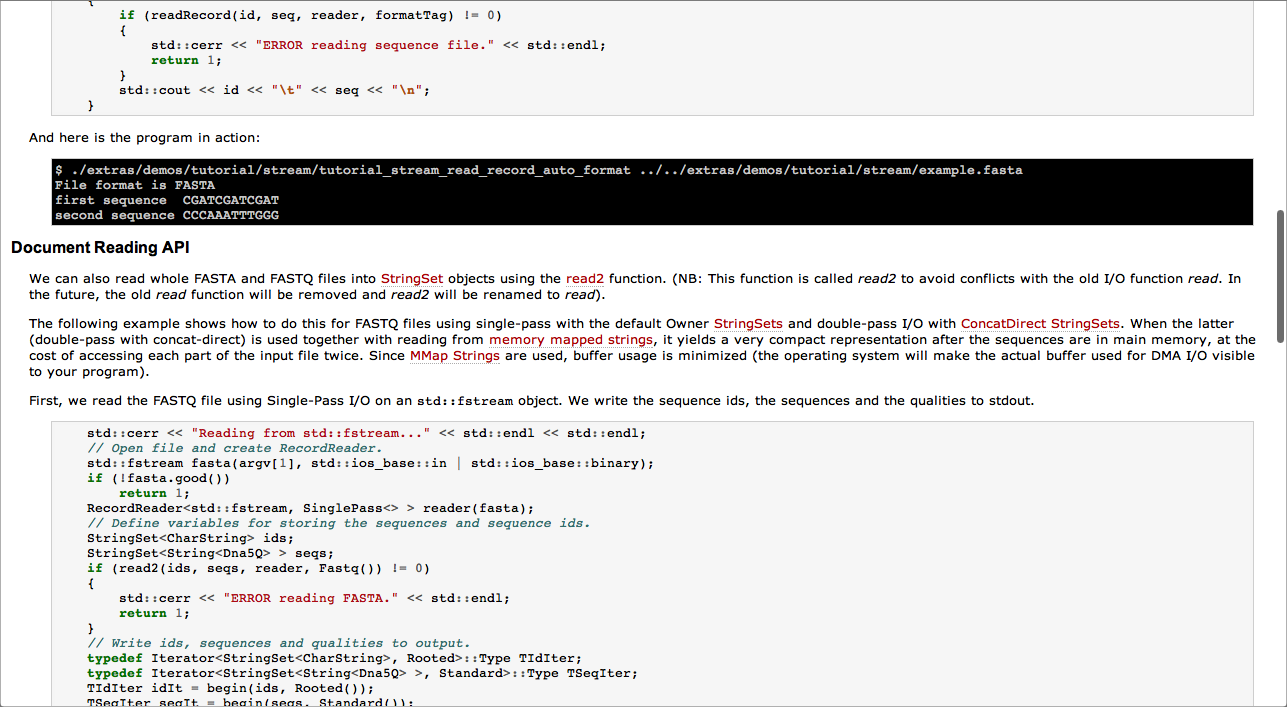 {
if (readRecord(id, seq, reader, formatTag) != 0)
{
std::cerr << "ERROR reading sequence file." << std::endl;
return 1;
}
std::cout << id << "\t" << seq << "\n";
}
And here is the program in action:
$ ./extras/demos/tutorial/stream/tutorial_stream_read_record_auto_format ../../extras/demos/tutorial/stream/example.fasta
File format is FASTA
first sequence  CGATCGATCGAT
second sequence CCCAAATTTGGG
Document Reading API
We can also read whole FASTA and FASTQ files into StringSet objects using the read2 function. (NB: This function is called read2 to avoid conflicts with the old I/O function read. In
the future, the old read function will be removed and read2 will be renamed to read).
The following example shows how to do this for FASTQ files using single-pass with the default Owner StringSets and double-pass I/O with ConcatDirect StringSets. When the latter
(double-pass with concat-direct) is used together with reading from memory mapped strings, it yields a very compact representation after the sequences are in main memory, at the
cost of accessing each part of the input file twice. Since MMap Strings are used, buffer usage is minimized (the operating system will make the actual buffer used for DMA I/O visible
to your program).
First, we read the FASTQ file using Single-Pass I/O on an std::fstream object. We write the sequence ids, the sequences and the qualities to stdout.
std::cerr << "Reading from std::fstream..." << std::endl << std::endl;
// Open file and create RecordReader.
std::fstream fasta(argv[1], std::ios_base::in | std::ios_base::binary);
if (!fasta.good())
return 1;
RecordReader<std::fstream, SinglePass<> > reader(fasta);
// Define variables for storing the sequences and sequence ids.
StringSet<CharString> ids;
StringSet<String<Dna5Q> > seqs;
if (read2(ids, seqs, reader, Fastq()) != 0)
{
std::cerr << "ERROR reading FASTA." << std::endl;
return 1;
}
// Write ids, sequences and qualities to output.
typedef Iterator<StringSet<CharString>, Rooted>::Type TIdIter;
typedef Iterator<StringSet<String<Dna5Q> >, Standard>::Type TSeqIter;
TIdIter idIt = begin(ids, Rooted());
TSeqIter seqIt = begin(seqs, Standard());